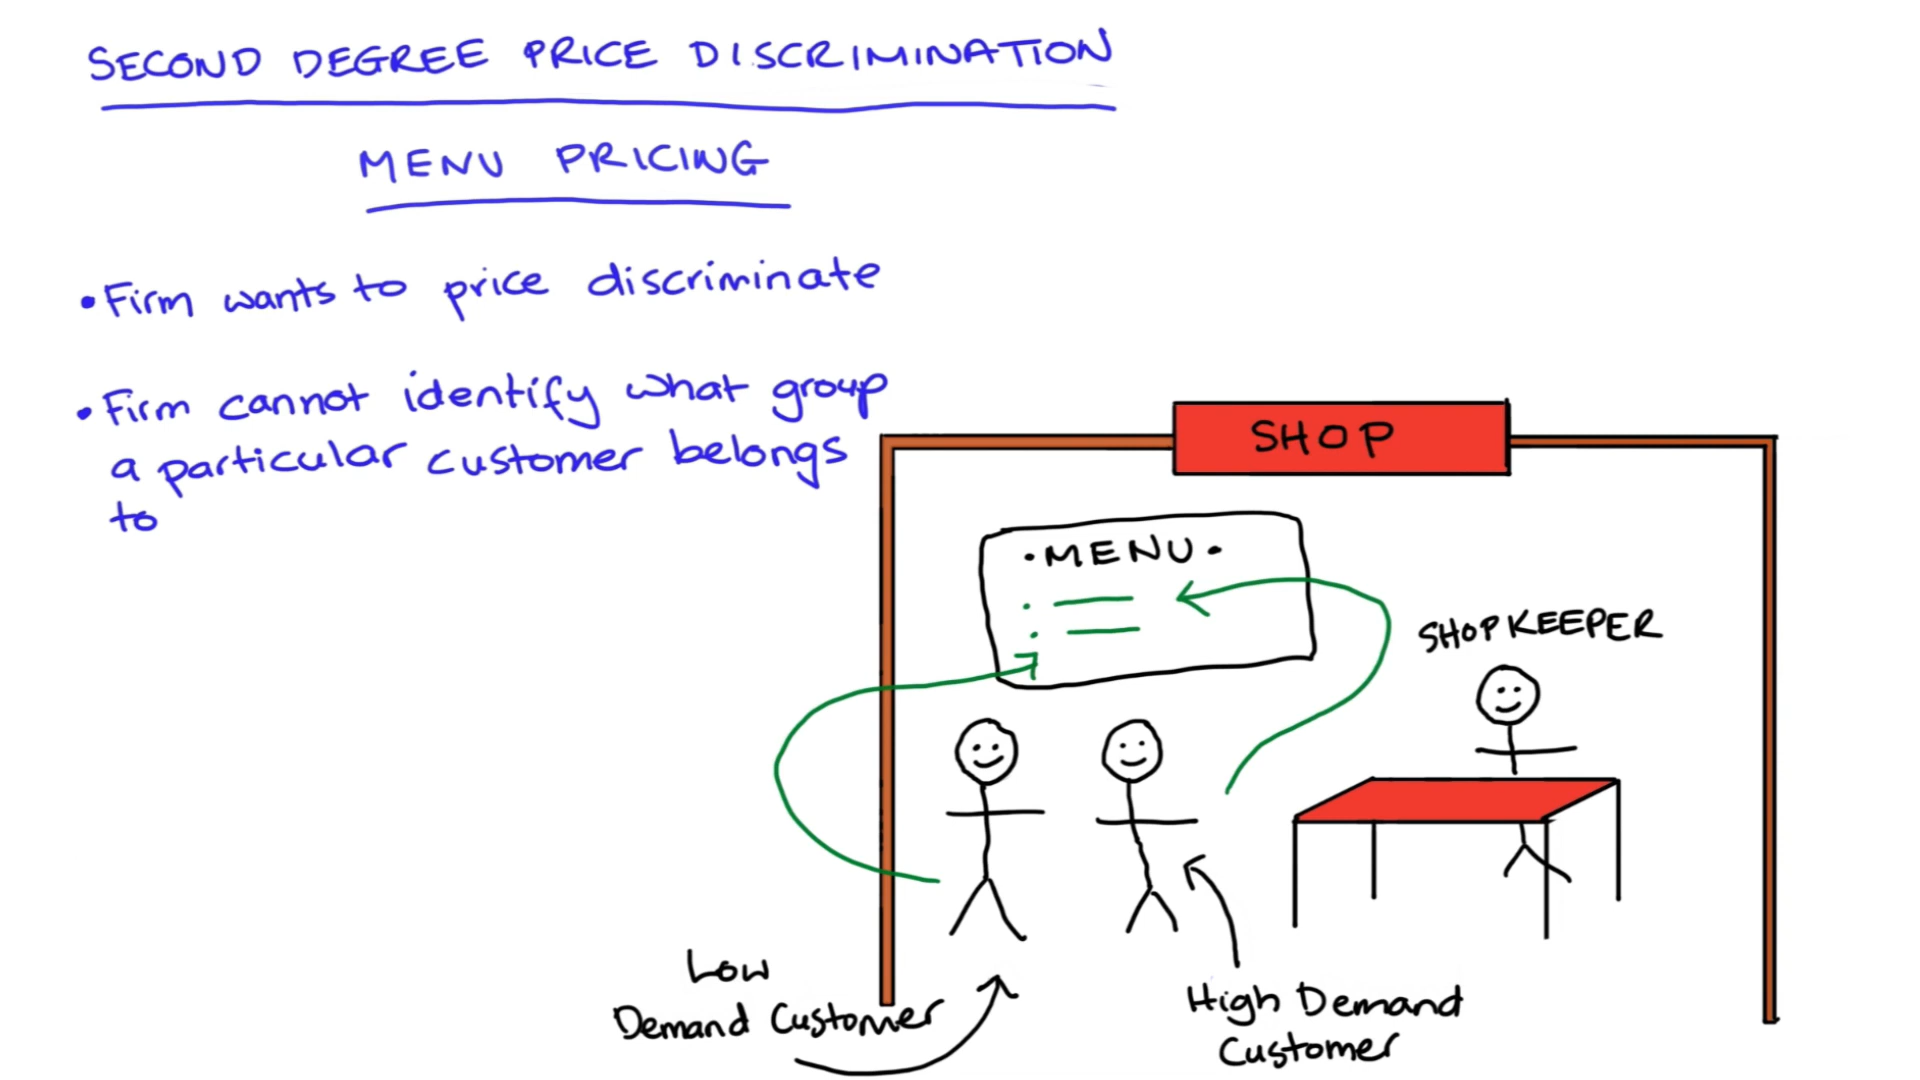 SECOND DEGREE PRICE DISCRIMINATION
MENU PRICING
• Firm wants to price discriminate
• Firm cannot identify what group
a particular customer belongs
to
SHOP
• MENU •
SHOPKEEPER
Low
Demand Customer
High Demand
Customer